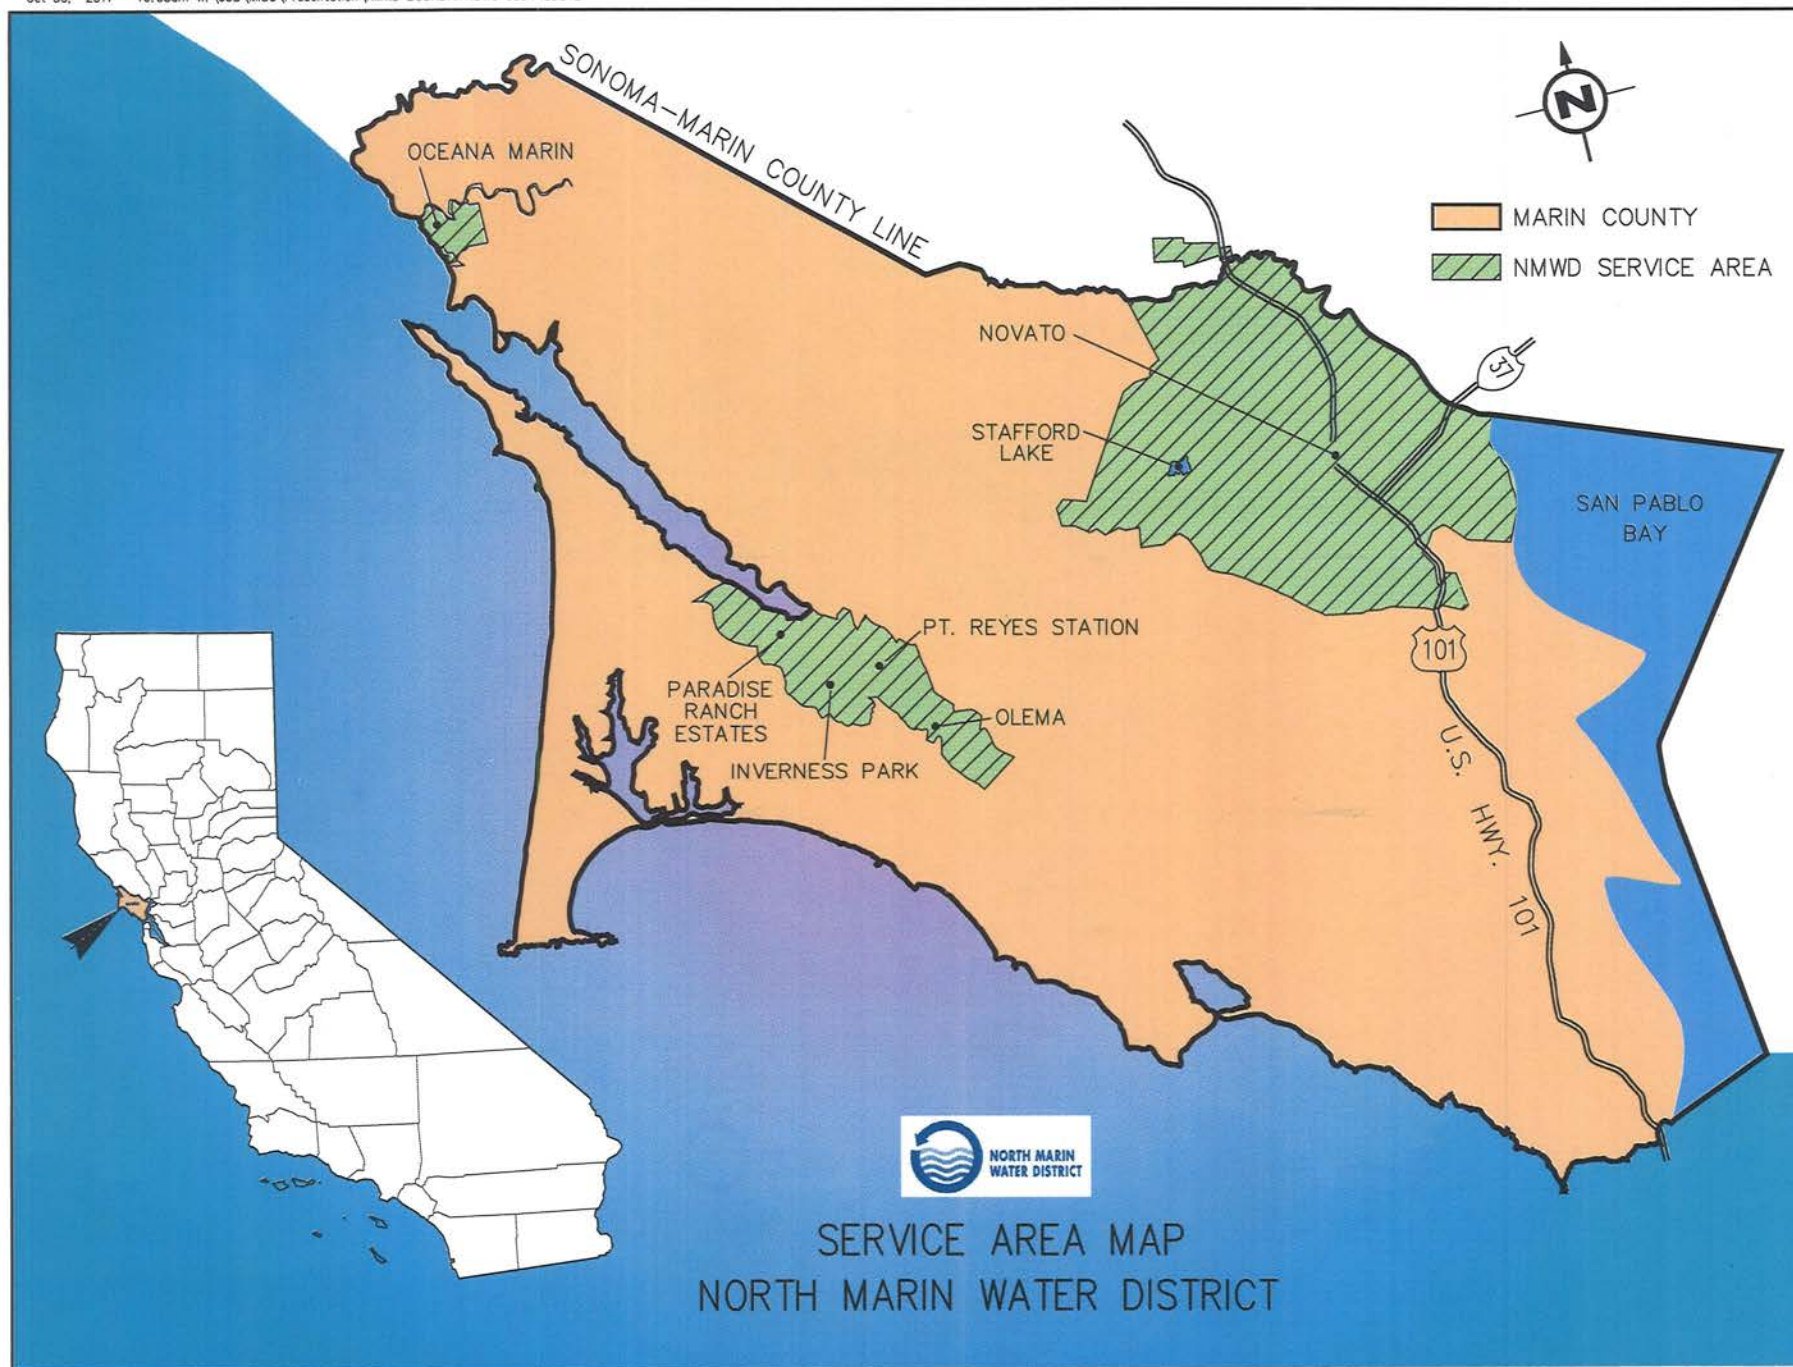 SONOMA-MARIN COUNTY LINE
N
OCEANA MARIN
MARIN COUNTY
NMWD SERVICE AREA
NOVATO
37
STAFFORD
LAKE
SAN PABLO
BAY
PT. REYES STATION
101
PARADISE
RANCH
ESTATES
OLEMA
INVERNESS PARK
U.S. HWY. 101
NORTH MARIN
WATER DISTRICT
SERVICE AREA MAP
NORTH MARIN WATER DISTRICT